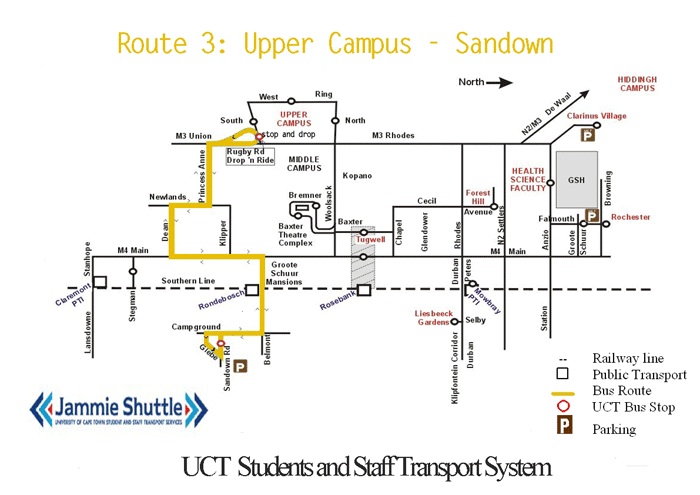 Route 3: Upper Campus - Sandown
North
HIDDINGH
CAMPUS
West
Ring
N2/M3 De Waal
Clarinus Village
P
South
UPPER
CAMPUS
North
stop and drop
M3 Union
M3 Rhodes
Rugby Rd
Drop 'n Ride
MIDDLE
CAMPUS
Princess Anne
Kopano
HEALTH
SCIENCE
FACULTY
GSH
Browning
Newlands
Bremner
Woolsack
Cecil
Forest
Hill
Avenue
Dean
Klipper
Baxter
Theatre
Complex
Baxter
Tugwell
Chapel
Glendower
Rhodes
N2 Settlers
Anzio
Falmouth
P
Rochester
Groote
Schuur
Stanhope
M4 Main
Groote
Schuur
Mansions
M4 Main
Durban
Peters
Southern Line
Claremont
PTI
Stegman
Rondebosch
Rosebank
Mowbray
PTI
Lansdowne
Campground
Glebe
Sandown Rd
P
Belmont
Liesbeeck
Gardens
Selby
Klipfontein Corridor
Durban
Station
-- Railway line
Public Transport
Bus Route
UCT Bus Stop
P Parking
Jammie Shuttle
UNIVERSITY OF CAPE TOWN STUDENT AND STAFF TRANSPORT SERVICES
UCT Students and Staff Transport System